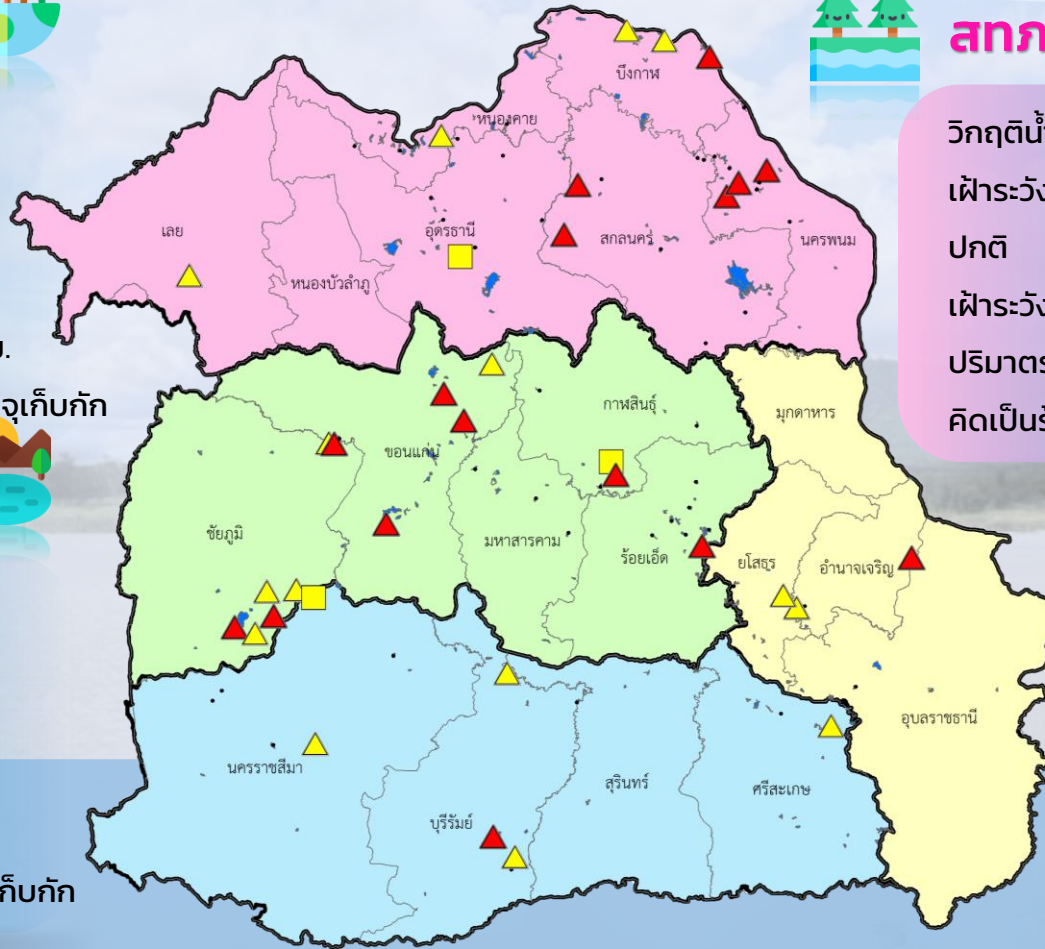 สทภ
วิกฤติน้ำ
เฝ้าระวัง
ปกติ
เฝ้าระวัง
ปริมาตร
คิดเป็นร้
ม.
จุเก็บกัก
ก็บกัก
บึงกาฬ
หนองคาย
เลย
อุดรธานี
สกลนคร
นครพนม
หนองบัวลำภู
กาฬสินธุ์
มุกดาหาร
ขอนแก่น
ชัยภูมิ
มหาสารคาม
ร้อยเอ็ด
ยโสธร
อำนาจเจริญ
อุบลราชธานี
นครราชสีมา
สุรินทร์
ศรีสะเกษ
บุรีรัมย์